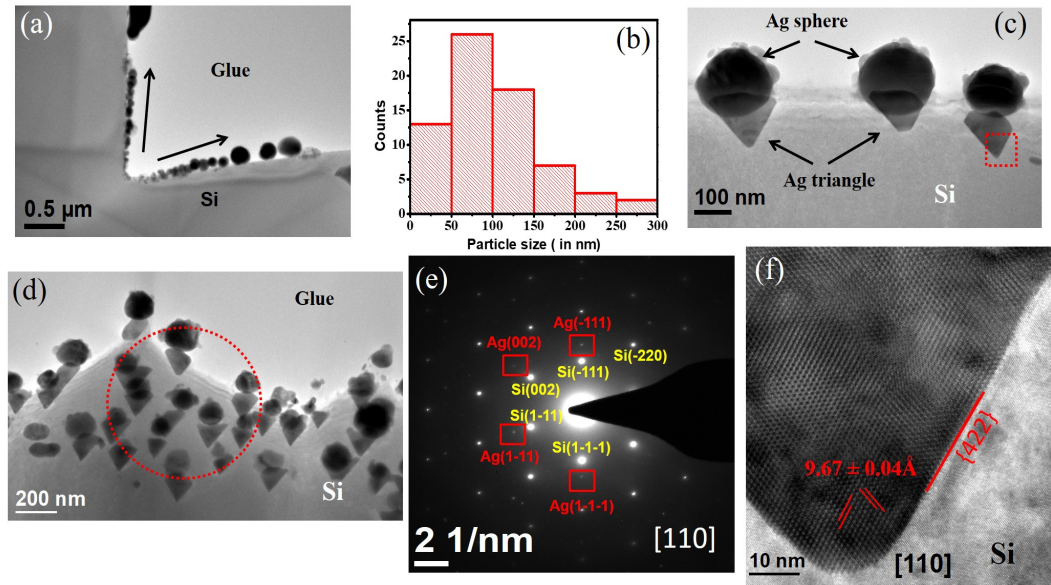 (a)
Glue
Si
0.5 μm
(b)
25
20
15
10
5
0
Counts
0 50 100 150 200 250 300
Particle size ( in nm)
(c)
Ag sphere
Ag triangle
Si
100 nm
(d)
Glue
Si
200 nm
(e)
Ag(-111)
Ag(002)
Si(-220)
Si(-111)
Si(002)
Si(1-11)
Si(1-1-1)
Ag(1-11)
Ag(1-1-1)
2 1/nm
[110]
(f)
{422}
9.67 ± 0.04Å
[110]
Si
10 nm